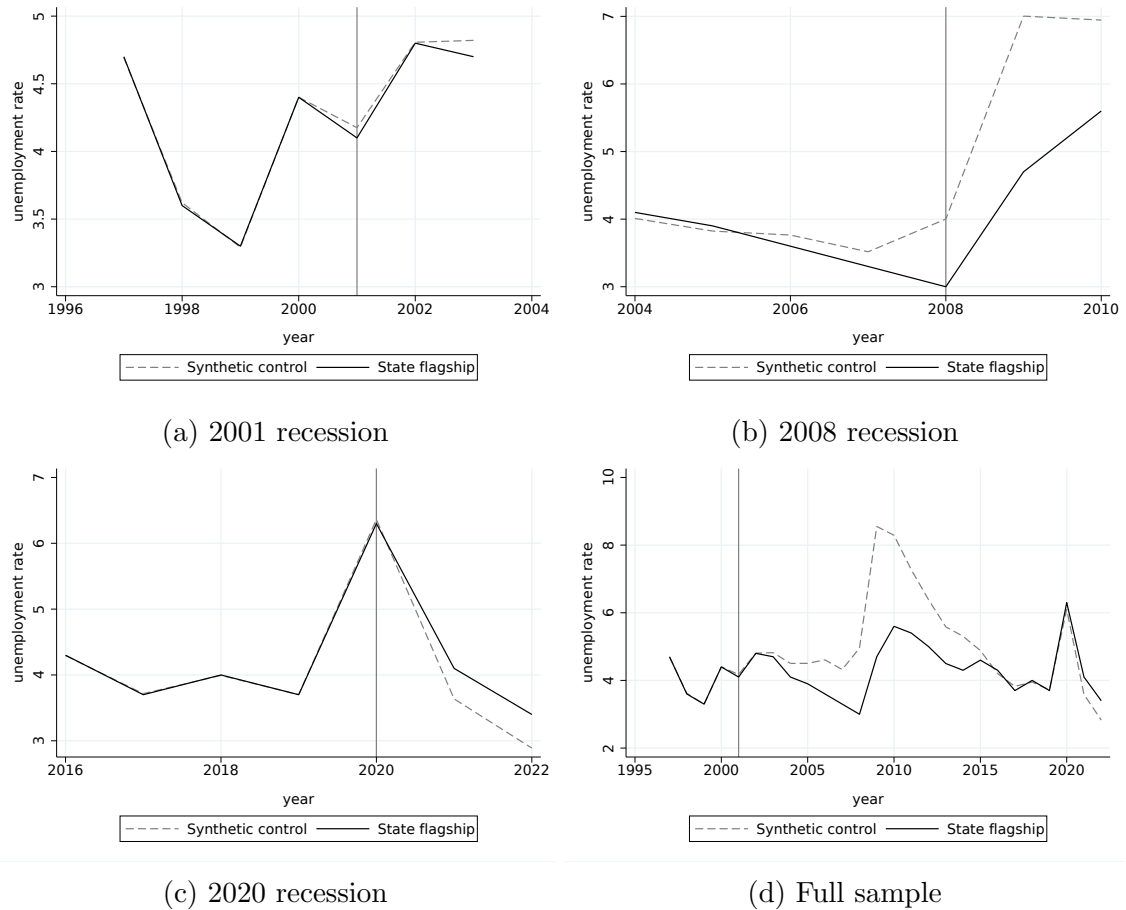 unemployment rate
5
4.5
4
3.5
3
1996 1998 2000 2002 2004
year
Synthetic control State flagship
(a) 2001 recession
unemployment rate
7
6
5
4
3
2004 2006 2008 2010
year
Synthetic control State flagship
(b) 2008 recession
unemployment rate
7
6
5
4
3
2016 2018 2020 2022
year
Synthetic control State flagship
(c) 2020 recession
unemployment rate
10
8
6
4
2
1995 2000 2005 2010 2015 2020
year
Synthetic control State flagship
(d) Full sample